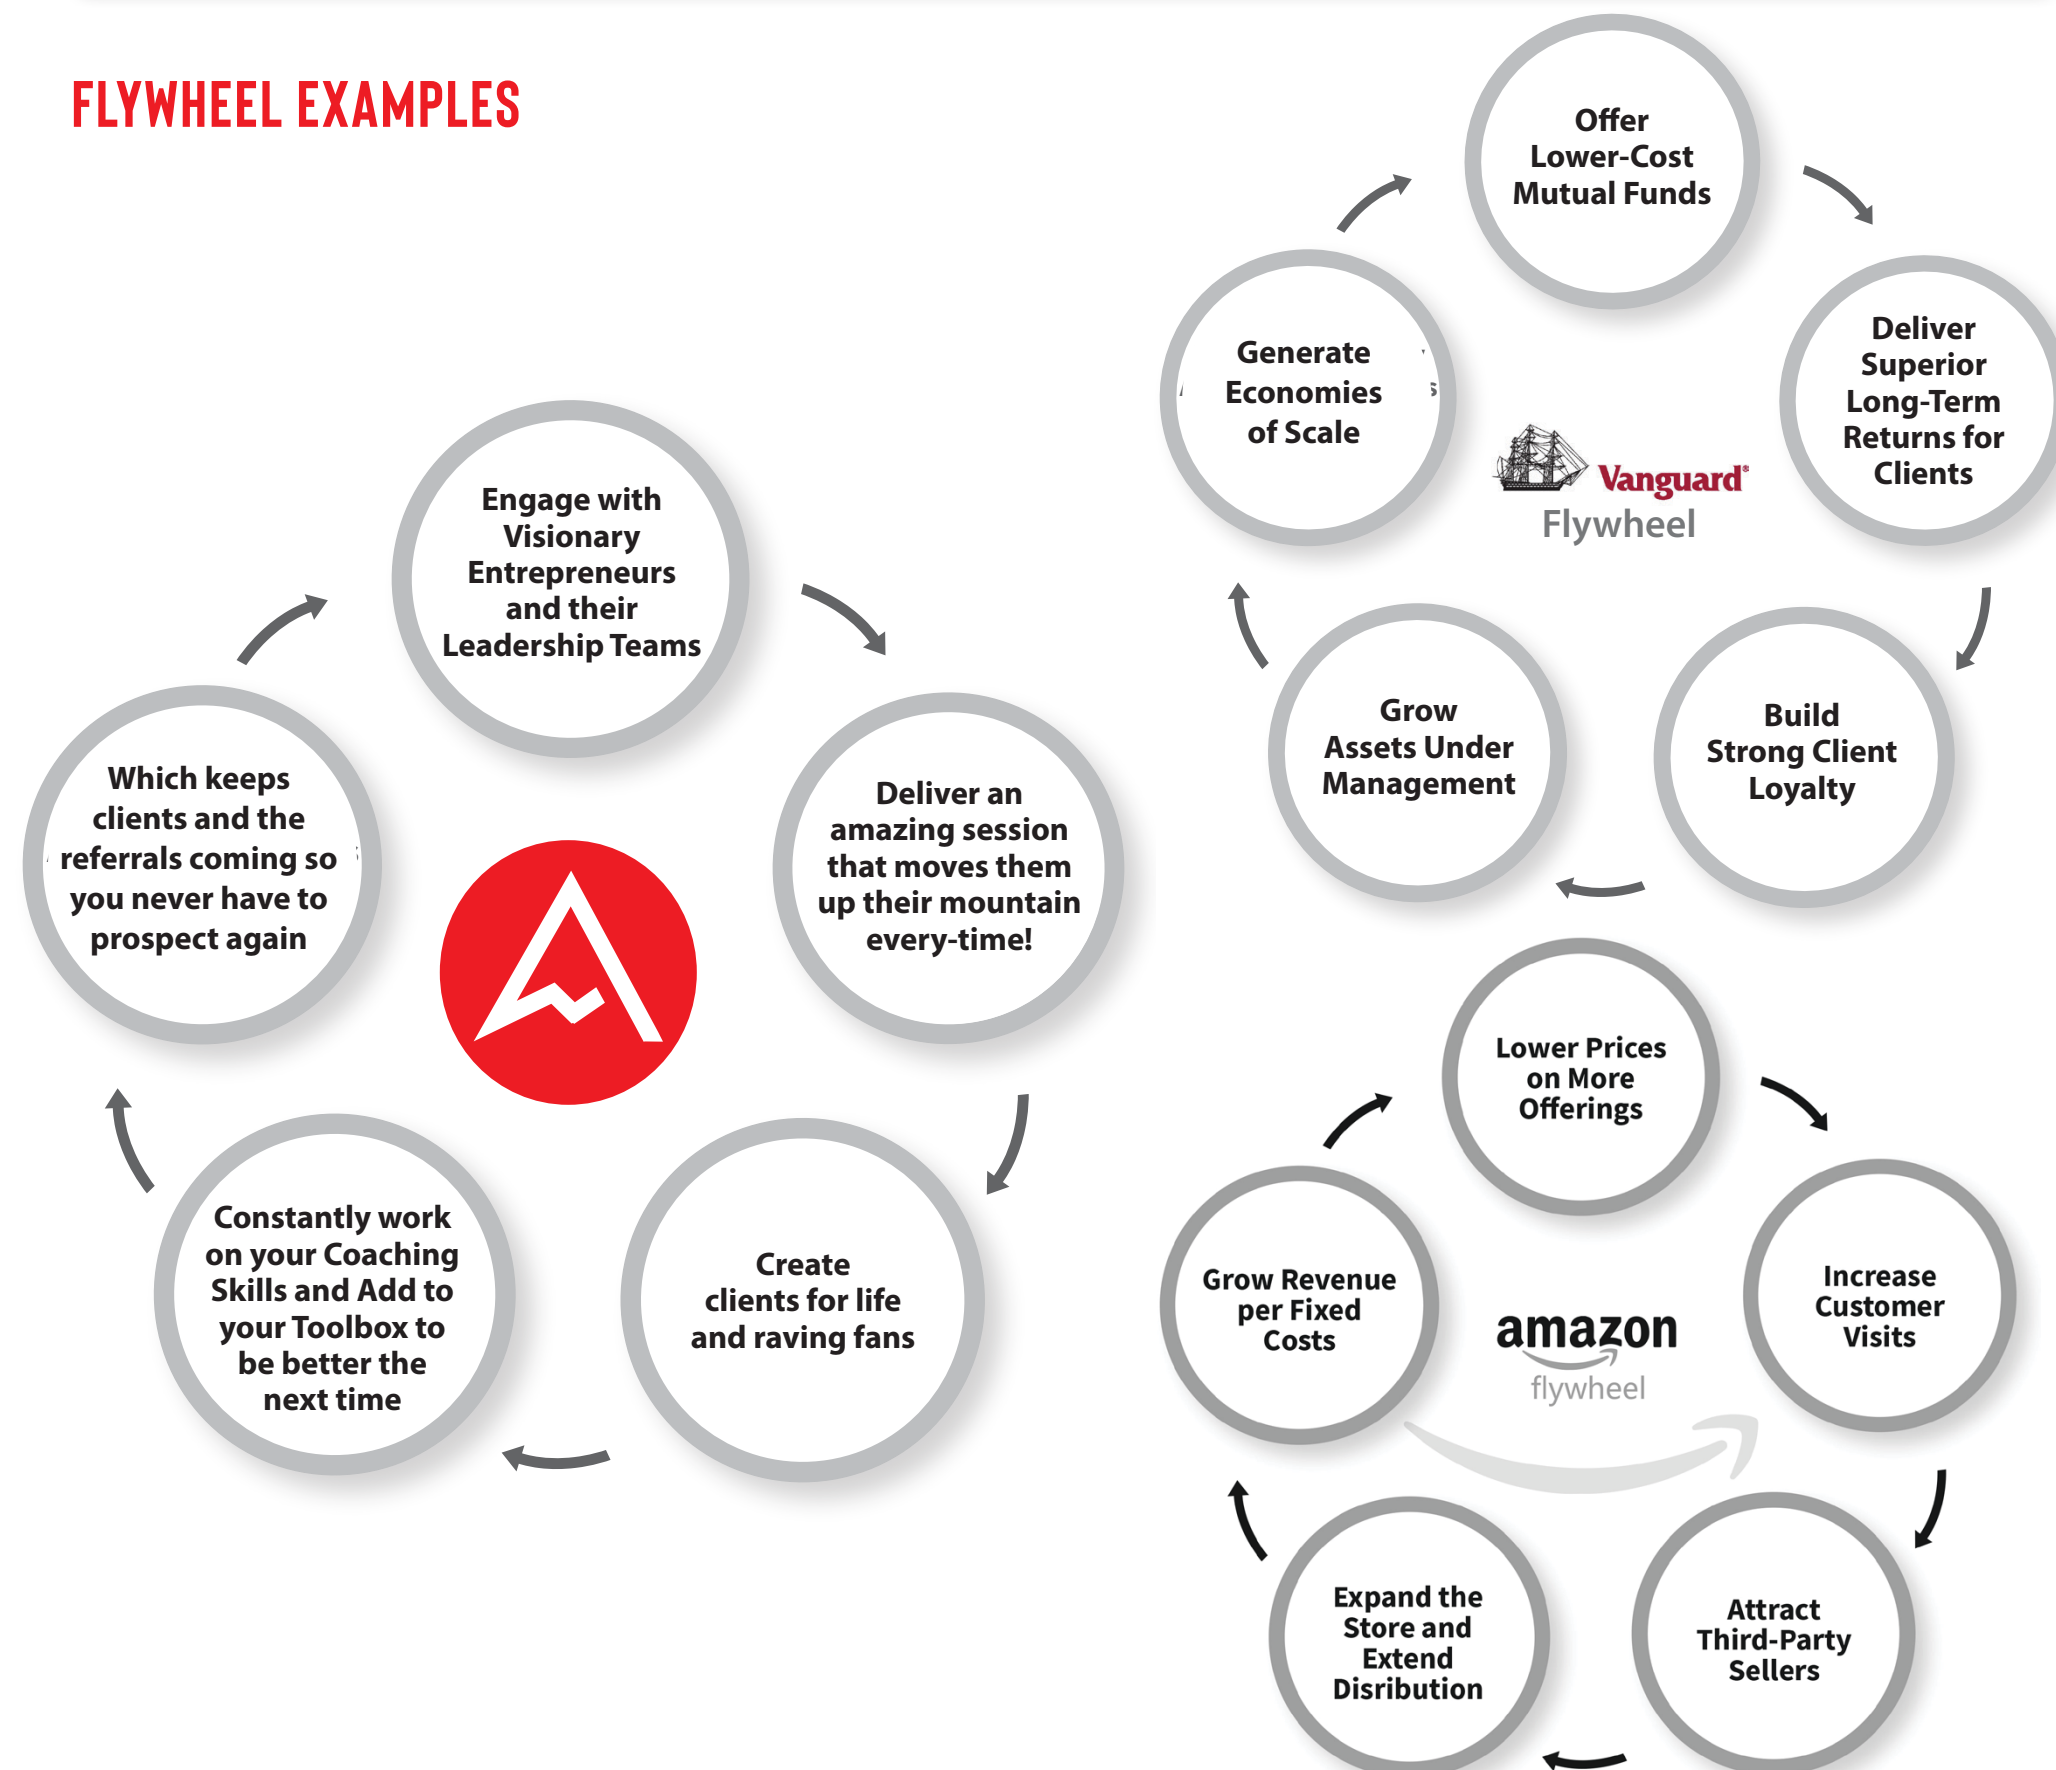 FLYWHEEL EXAMPLES
Engage with
Visionary
Entrepreneurs
and their
Leadership Teams
Deliver an
amazing session
that moves them
up their mountain
every-time!
Create
clients for life
and raving fans
Constantly work
on your Coaching
Skills and Add to
your Toolbox to
be better the
next time
Which keeps
clients and the
referrals coming so
you never have to
prospect again
Offer
Lower-Cost
Mutual Funds
Deliver
Superior
Long-Term
Returns for
Clients
Build
Strong Client
Loyalty
Grow
Assets Under
Management
Generate
Economies
of Scale
Vanguard®
Flywheel
Lower Prices
on More
Offerings
Increase
Customer
Visits
Attract
Third-Party
Sellers
Expand the
Store and
Extend
Disribution
Grow Revenue
per Fixed
Costs
amazon
flywheel